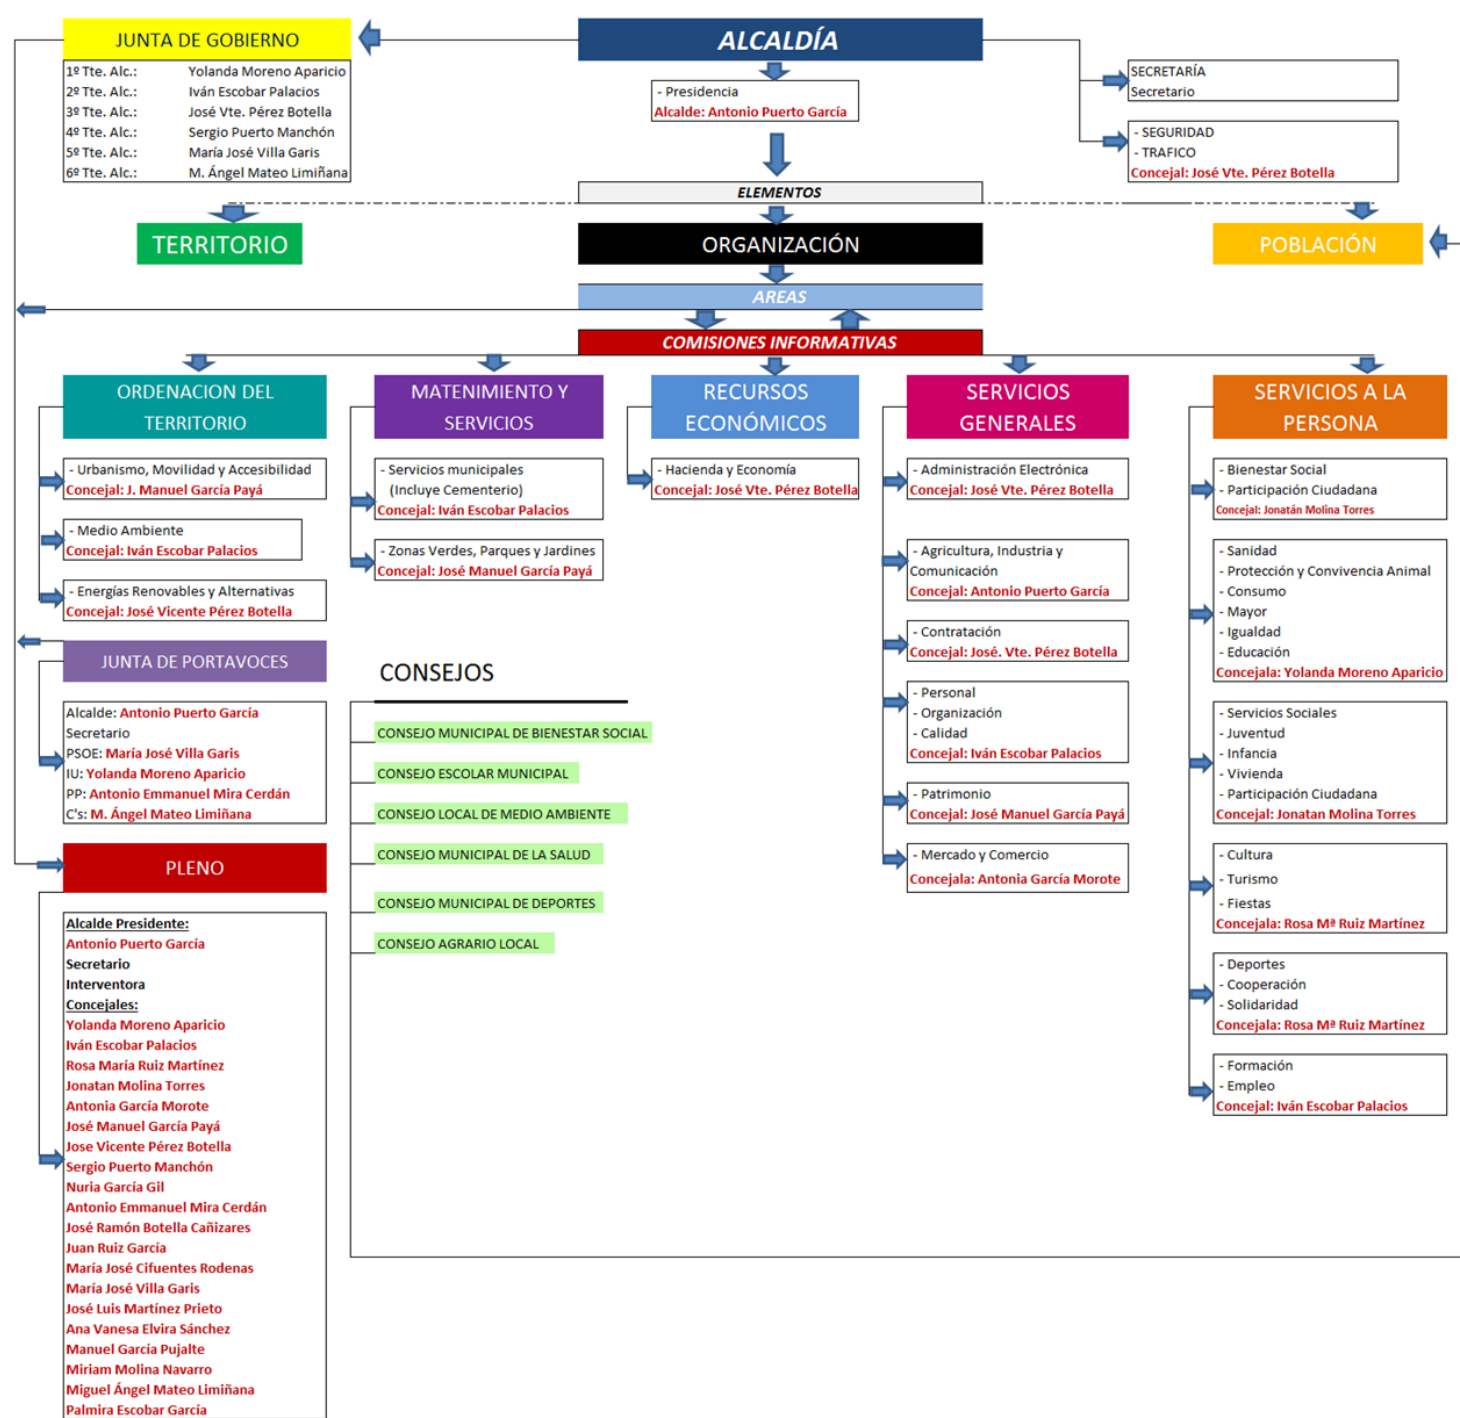 ALCALDÍA
JUNTA DE GOBIERNO
1º Tte. Alc.: Yolanda Moreno Aparicio
2º Tte. Alc.: Iván Escobar Palacios
3º Tte. Alc.: José Vte. Pérez Botella
4º Tte. Alc.: Sergio Puerto Manchón
5º Tte. Alc.: María José Villa Garis
6º Tte. Alc.: M. Ángel Mateo Limiñana
- Presidencia
Alcalde: Antonio Puerto García
SECRETARÍA
Secretario
- SEGURIDAD
- TRAFICO
Concejal: José Vte. Pérez Botella
ELEMENTOS
TERRITORIO
ORGANIZACIÓN
POBLACIÓN
AREAS
COMISIONES INFORMATIVAS
ORDENACION DEL
TERRITORIO
- Urbanismo, Movilidad y Accesibilidad
Concejal: J. Manuel García Payá
- Medio Ambiente
Concejal: Iván Escobar Palacios
- Energías Renovables y Alternativas
Concejal: José Vicente Pérez Botella
MATENIMIENTO Y
SERVICIOS
- Servicios municipales
(Incluye Cementerio)
Concejal: Iván Escobar Palacios
- Zonas Verdes, Parques y Jardines
Concejal: José Manuel García Payá
RECURSOS
ECONÓMICOS
- Hacienda y Economía
Concejal: José Vte. Pérez Botella
SERVICIOS
GENERALES
- Administración Electrónica
Concejal: José Vte. Pérez Botella
- Agricultura, Industria y
Comunicación
Concejal: Antonio Puerto García
- Contratación
Concejal: José. Vte. Pérez Botella
- Personal
- Organización
- Calidad
Concejal: Iván Escobar Palacios
- Patrimonio
Concejal: José Manuel García Payá
- Mercado y Comercio
Concejala: Antonia García Morote
SERVICIOS A LA
PERSONA
- Bienestar Social
- Participación Ciudadana
Concejal: Jonatán Molina Torres
- Sanidad
- Protección y Convivencia Animal
- Consumo
- Mayor
- Igualdad
- Educación
Concejala: Yolanda Moreno Aparicio
- Servicios Sociales
- Juventud
- Infancia
- Vivienda
- Participación Ciudadana
Concejal: Jonatan Molina Torres
- Cultura
- Turismo
- Fiestas
Concejala: Rosa Mª Ruiz Martínez
- Deportes
- Cooperación
- Solidaridad
Concejala: Rosa Mª Ruiz Martínez
- Formación
- Empleo
Concejal: Iván Escobar Palacios
JUNTA DE PORTAVOCES
Alcalde: Antonio Puerto García
Secretario
PSOE: María José Villa Garis
IU: Yolanda Moreno Aparicio
PP: Antonio Emmanuel Mira Cerdán
C's: M. Ángel Mateo Limiñana
CONSEJOS
CONSEJO MUNICIPAL DE BIENESTAR SOCIAL
CONSEJO ESCOLAR MUNICIPAL
CONSEJO LOCAL DE MEDIO AMBIENTE
CONSEJO MUNICIPAL DE LA SALUD
CONSEJO MUNICIPAL DE DEPORTES
CONSEJO AGRARIO LOCAL
PLENO
Alcalde Presidente:
Antonio Puerto García
Secretario
Interventora
Concejales:
Yolanda Moreno Aparicio
Iván Escobar Palacios
Rosa María Ruiz Martínez
Jonatan Molina Torres
Antonia García Morote
José Manuel García Payá
Jose Vicente Pérez Botella
Sergio Puerto Manchón
Nuria García Gil
Antonio Emmanuel Mira Cerdán
José Ramón Botella Cañizares
Juan Ruiz García
María José Cifuentes Rodenas
María José Villa Garis
José Luis Martínez Prieto
Ana Vanesa Elvira Sánchez
Manuel García Pujalte
Miriam Molina Navarro
Miguel Ángel Mateo Limiñana
Palmira Escobar García